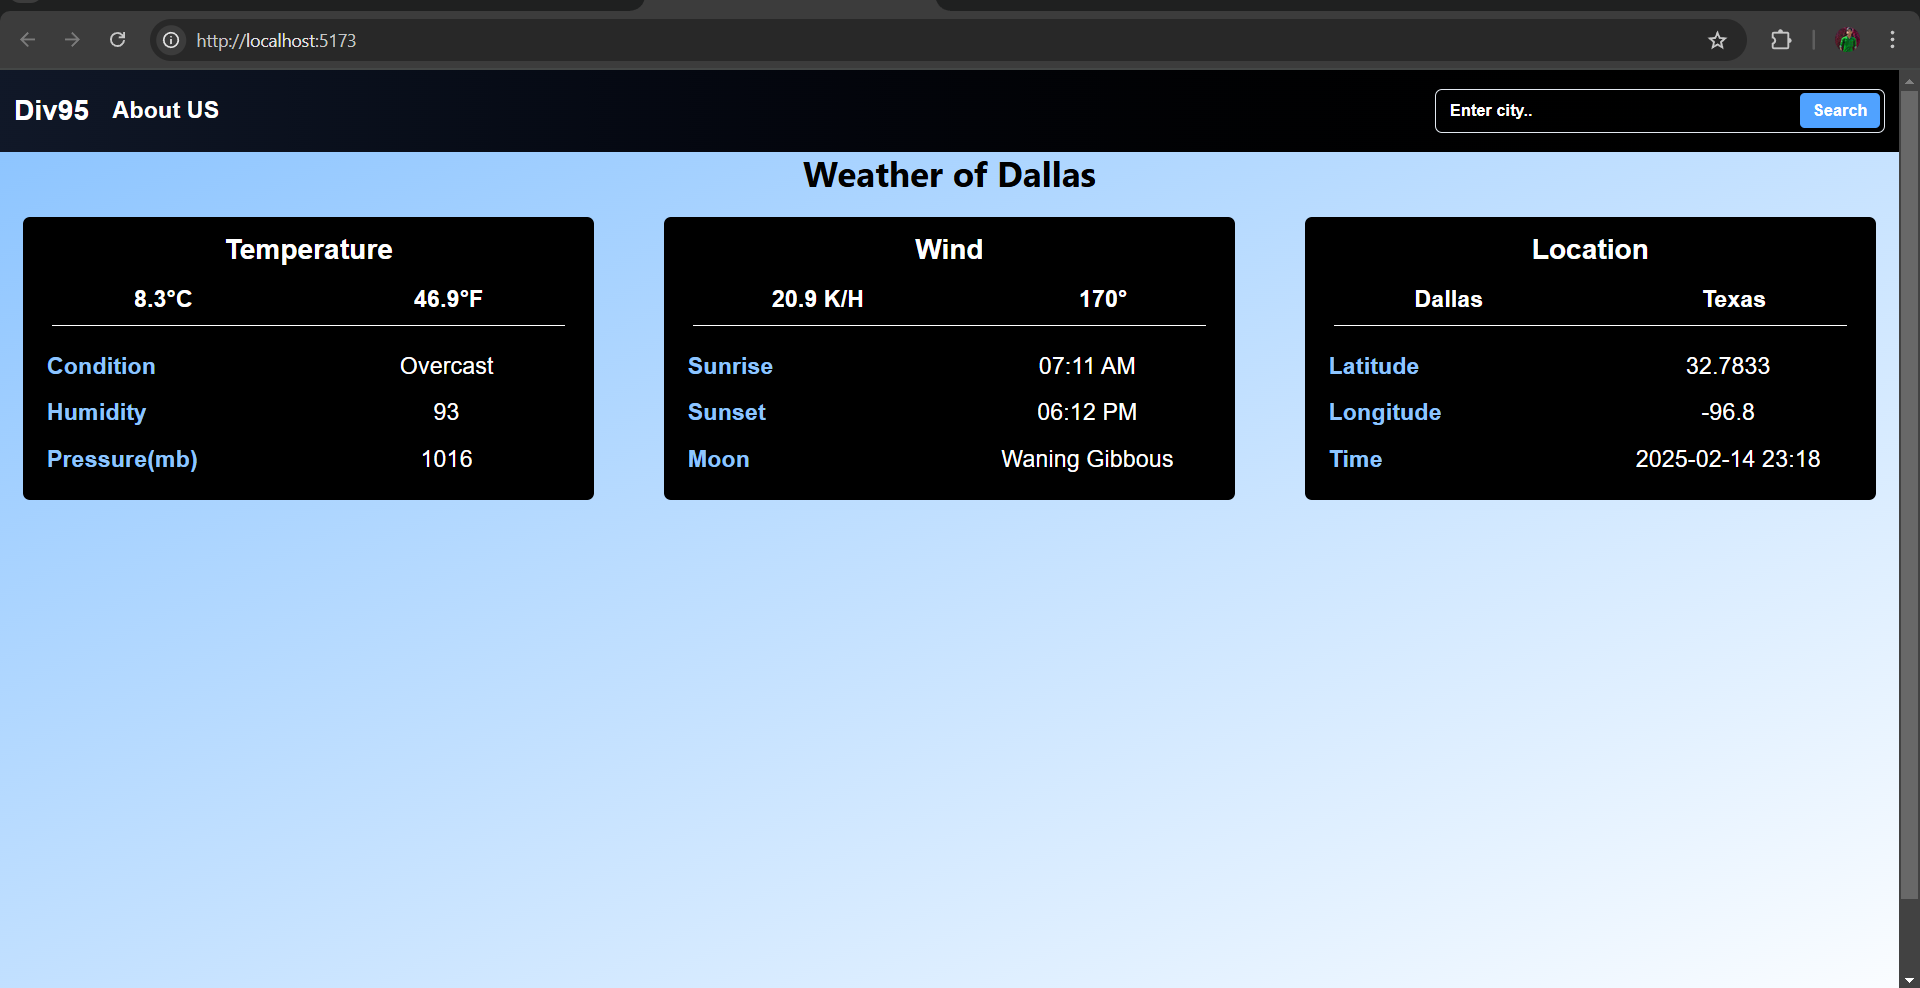 http://localhost:5173
Div95 About US Enter city.. Search
Weather of Dallas
Temperature
8.3°C 46.9°F
Condition Overcast
Humidity 93
Pressure(mb) 1016
Wind
20.9 K/H 170°
Sunrise 07:11 AM
Sunset 06:12 PM
Moon Waning Gibbous
Location
Dallas Texas
Latitude 32.7833
Longitude -96.8
Time 2025-02-14 23:18